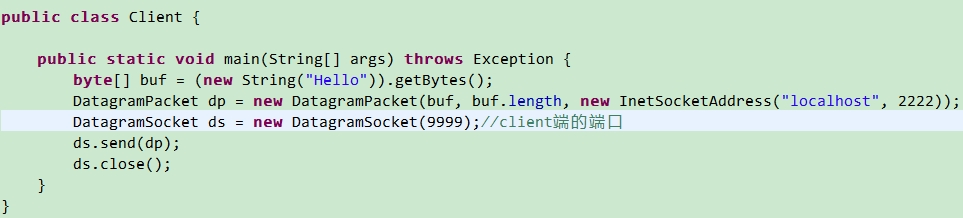 public class Client {
public static void main(String[] args) throws Exception {
byte[] buf = (new String("Hello")).getBytes();
DatagramPacket dp = new DatagramPacket(buf, buf.length, new InetSocketAddress("localhost", 2222));
DatagramSocket ds = new DatagramSocket(9999);//client端的端口
ds.send(dp);
ds.close();
}
}